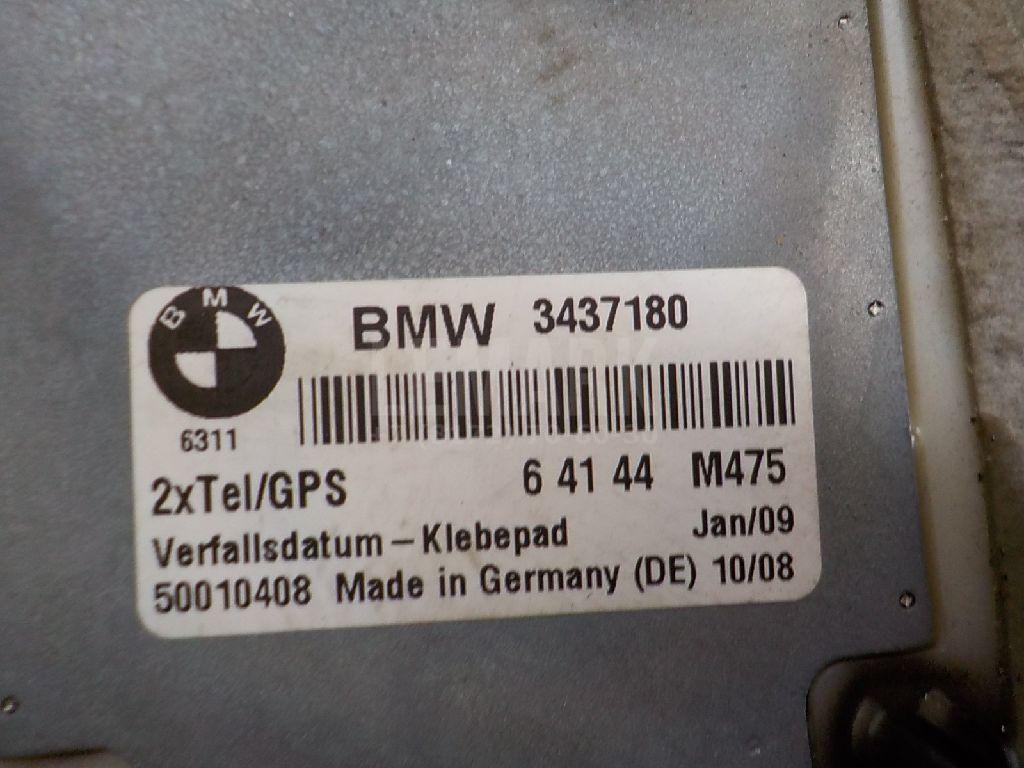 BMW
BMW 3437180
6311
2xTel/GPS 6 41 44 M475
Verfallsdatum – Klebepad Jan/09
50010408 Made in Germany (DE) 10/08